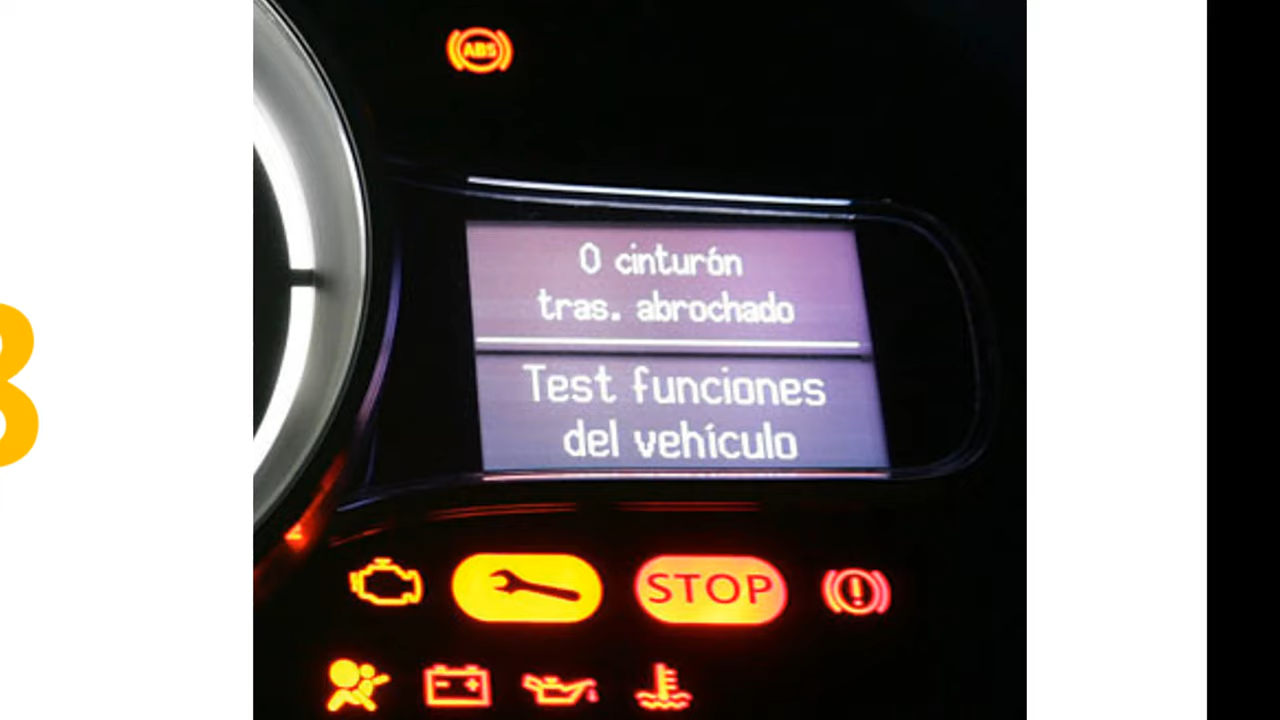 ABS
0 cinturón
tras. abrochado
Test funciones
del vehículo
STOP